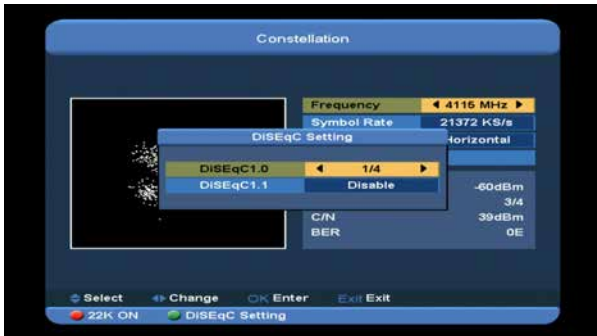 Constellation
Frequency 4115 MHz
Symbol Rate 21372 KS/s
Horizontal
DiSEqC Setting
DiSEqC1.0 1/4
DiSEqC1.1 Disable
-60dBm
3/4
C/N 39dBm
BER 0E
Select Change OK Enter Exit Exit
22K ON DiSEqC Setting